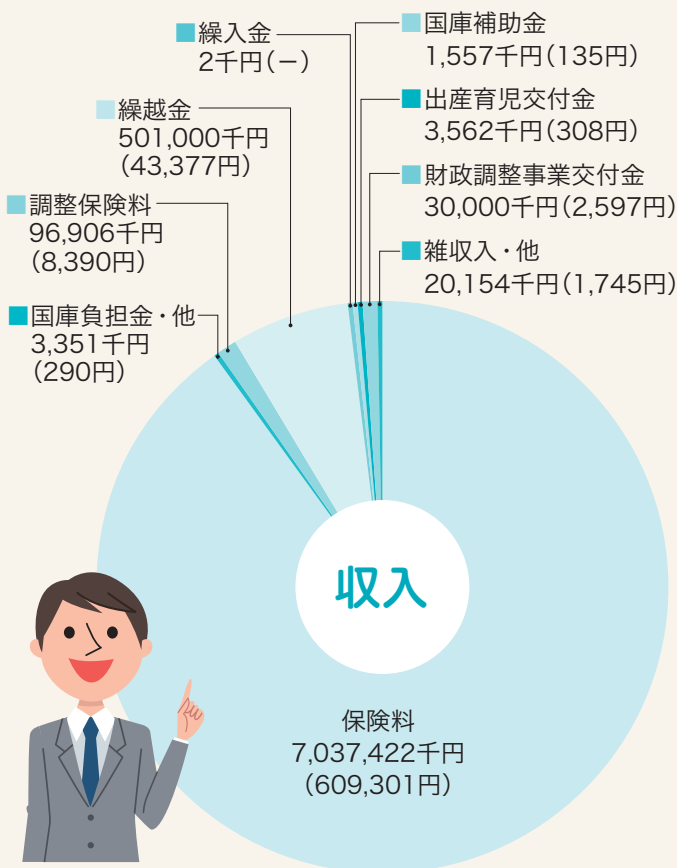 繰入金
2千円(−)
国庫補助金
1,557千円(135円)
繰越金
501,000千円
(43,377円)
出産育児交付金
3,562千円(308円)
調整保険料
96,906千円
(8,390円)
財政調整事業交付金
30,000千円(2,597円)
国庫負担金・他
3,351千円
(290円)
雑収入・他
20,154千円(1,745円)
収入
保険料
7,037,422千円
(609,301円)